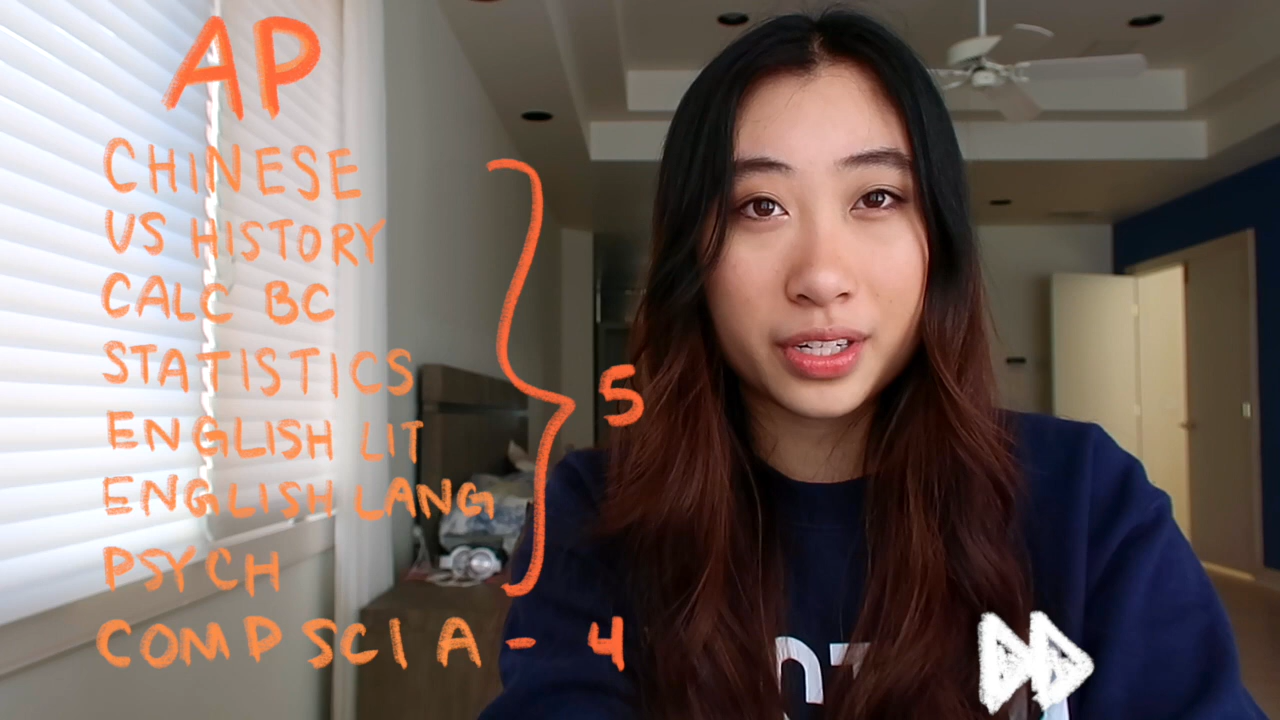 AP
CHINESE
US HISTORY
CALC BC
STATISTICS
ENGLISH LIT
ENGLISH LANG
PSYCH
5
COMP SCI A - 4